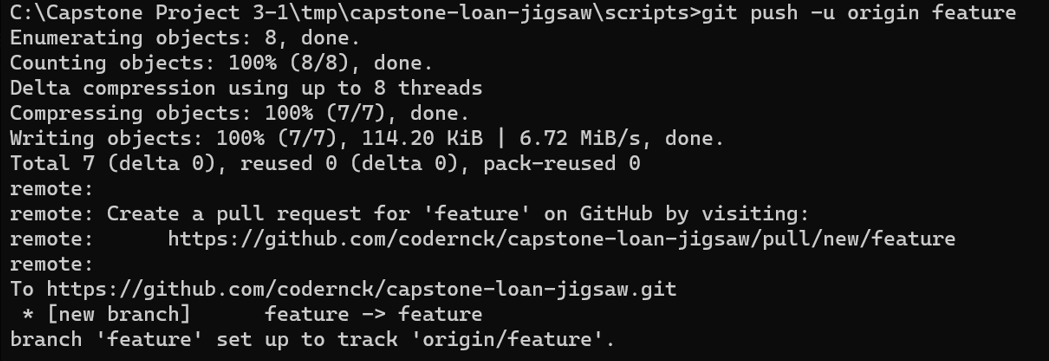 C:\Capstone Project 3-1\tmp\capstone-loan-jigsaw\scripts>git push -u origin feature
Enumerating objects: 8, done.
Counting objects: 100% (8/8), done.
Delta compression using up to 8 threads
Compressing objects: 100% (7/7), done.
Writing objects: 100% (7/7), 114.20 KiB | 6.72 MiB/s, done.
Total 7 (delta 0), reused 0 (delta 0), pack-reused 0
remote:
remote: Create a pull request for 'feature' on GitHub by visiting:
remote:      https://github.com/codernck/capstone-loan-jigsaw/pull/new/feature
remote:
To https://github.com/codernck/capstone-loan-jigsaw.git
 * [new branch]      feature -> feature
branch 'feature' set up to track 'origin/feature'.